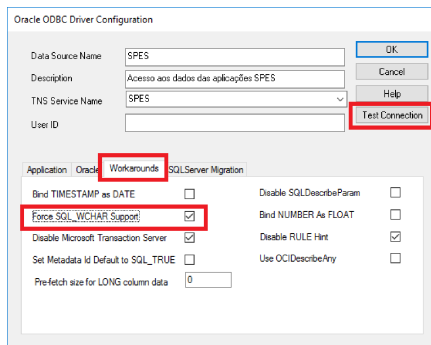 Oracle ODBC Driver Configuration
Data Source Name SPES OK
Description Acesso aos dados das aplicações SPES Cancel
TNS Service Name SPES Help
User ID Test Connection
Application Oracle Workarounds SQLServer Migration
Bind TIMESTAMP as DATE Disable SQLDescribeParam
Force SQL_WCHAR Support Bind NUMBER As FLOAT
Disable Microsoft Transaction Server Disable RULE Hint
Set Metadata Id Default to SQL_TRUE Use OCIDescribeAny
Pre-fetch size for LONG column data 0